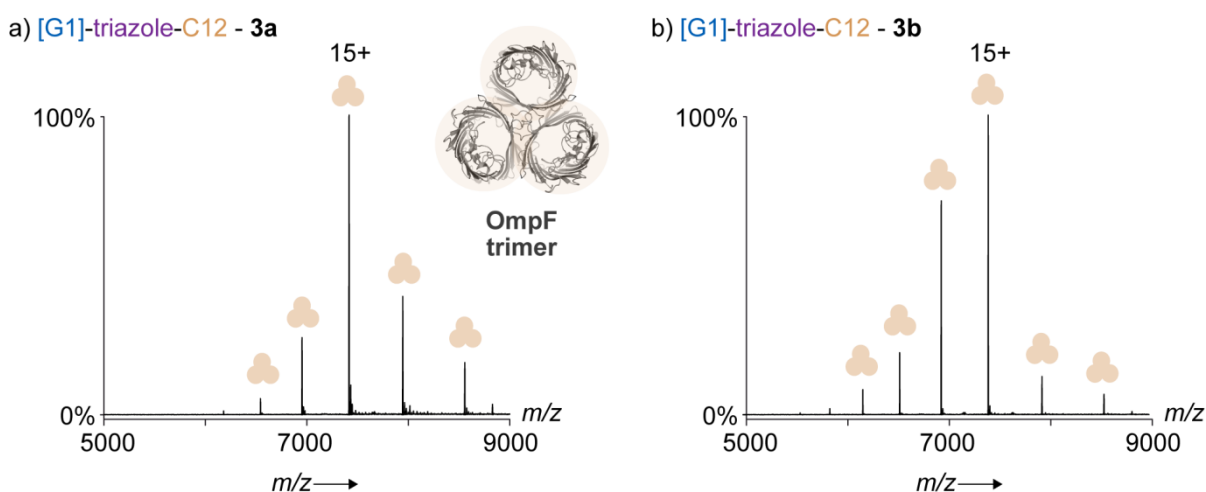 a) [G1]-triazole-C12 - 3a
15+
100%
0%
5000 7000 9000
m/z
m/z
OmpF
trimer
b) [G1]-triazole-C12 - 3b
15+
100%
0%
5000 7000 9000
m/z
m/z